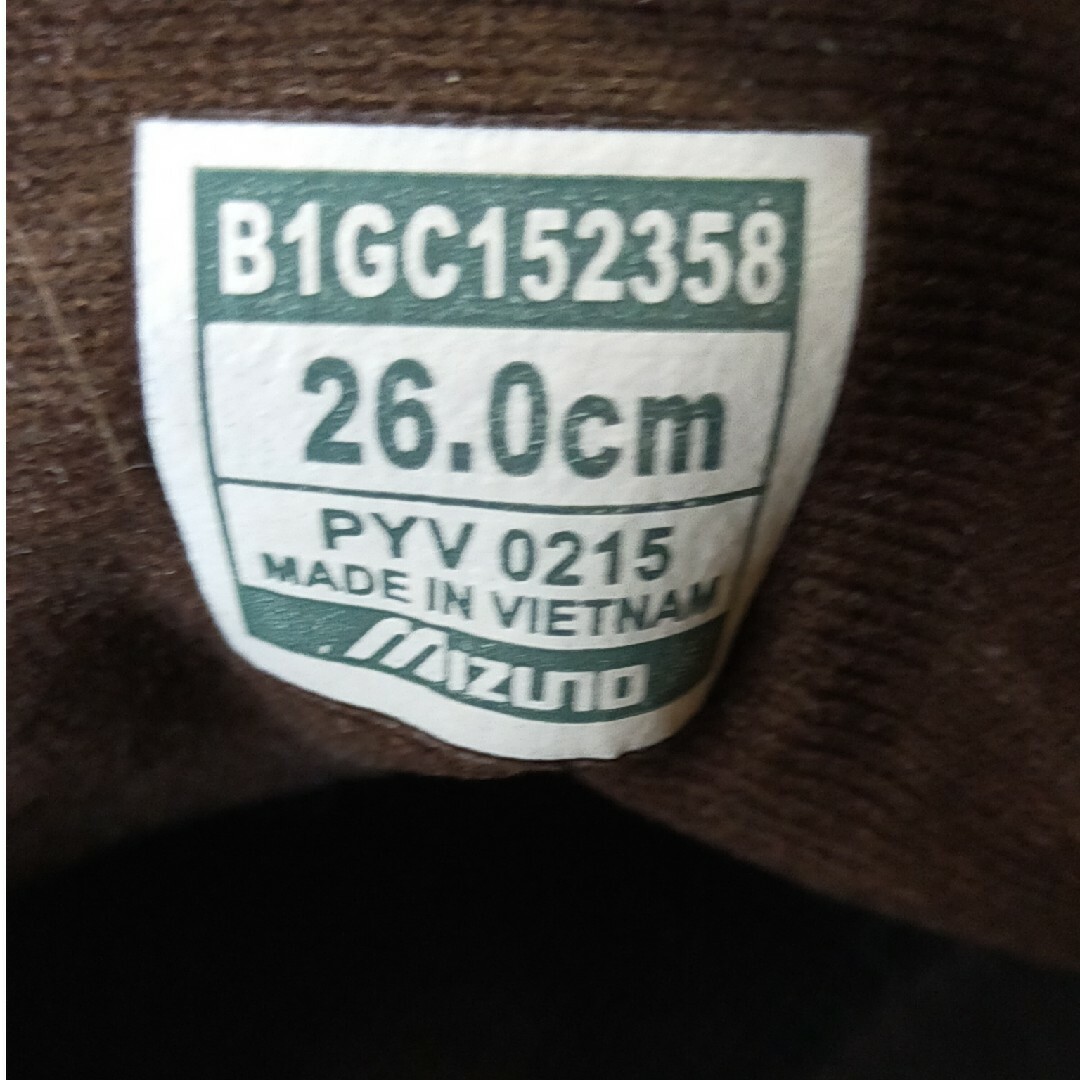 B1GC152358
26.0cm
PYV 0215
MADE IN VIETNAM
MIZUNO